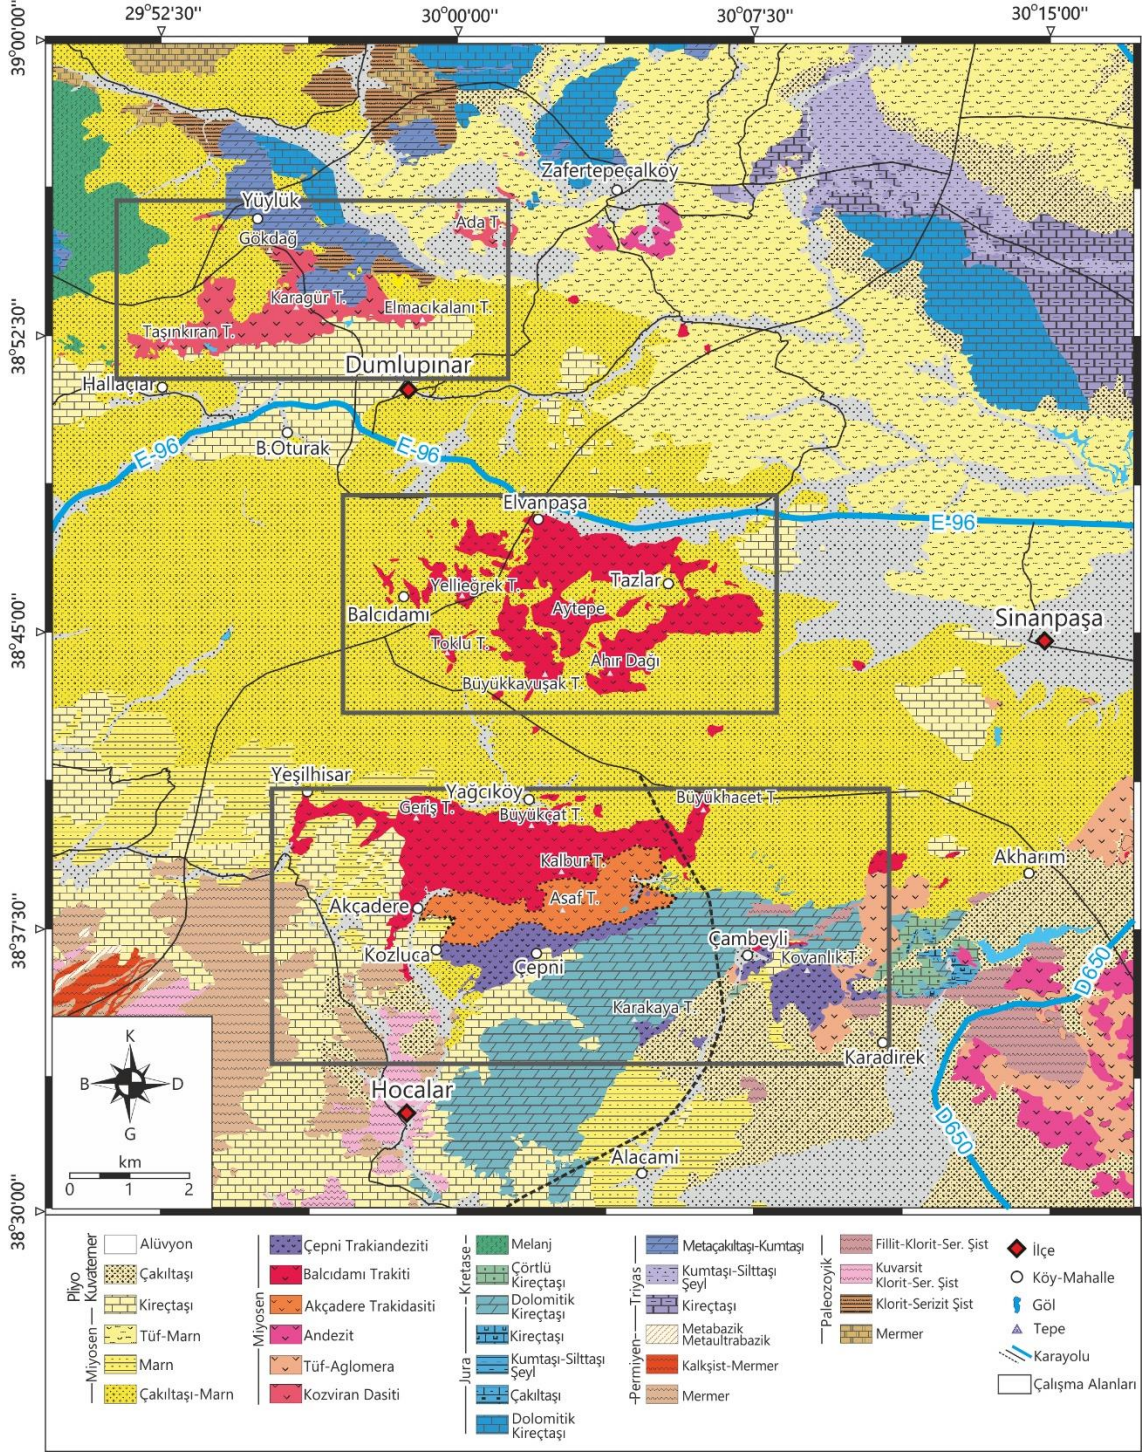 29°52'30''
30°00'00''
30°07'30''
30°15'00''
39°00'00''
38°52'30''
38°45'00''
38°37'30''
38°30'00''
Zafertepeçalköy
Yüylük
Gökdağ
Ada T.
Karagür T.
Elmacıkalanı T.
Taşınkıran T.
Dumlupınar
Hallaçlar
B.Oturak
E-96
E-96
E-96
Elvanpaşa
Yellieğrek T.
Tazlar
Balcıdamı
Aytepe
Sinanpaşa
Toklu T.
Ahır Dağı
Büyükkavuşak T.
Yeşilhisar
Yağcıköy
Büyükhacet T.
Geriş T.
Büyükçat T.
Kalbur T.
Akharım
Akçadere
Asaf T.
Kozluca
Çepni
Çambeyli
Kovanlık T.
D650
Karakaya T.
Karadirek
Hocalar
D650
Alacami
K
B
D
G
km
0
1
2
Pliyo
Kuvaterner
Miyosen
Alüvyon
Çakıltaşı
Kireçtaşı
Tüf-Marn
Marn
Çakıltaşı-Marn
Miyosen
Çepni Trakiandeziti
Balcıdamı Trakiti
Akçadere Trakidasiti
Andezit
Tüf-Aglomera
Kozviran Dasiti
Kretase
Jura
Melanj
Çörtlü
Kireçtaşı
Dolomitik
Kireçtaşı
Kireçtaşı
Kumtaşı-Silttaşı
Şeyl
Çakıltaşı
Dolomitik
Kireçtaşı
Triyas
Permiyen
Metaçakıltaşı-Kumtaşı
Kumtaşı-Silttaşı
Şeyl
Kireçtaşı
Metabazik
Metaultrabazik
Kalkşist-Mermer
Mermer
Paleozoyik
Fillit-Klorit-Ser. Şist
Kuvarsit
Klorit-Ser. Şist
Klorit-Serizit Şist
Mermer
İlçe
Köy-Mahalle
Göl
Tepe
Karayolu
Çalışma Alanları